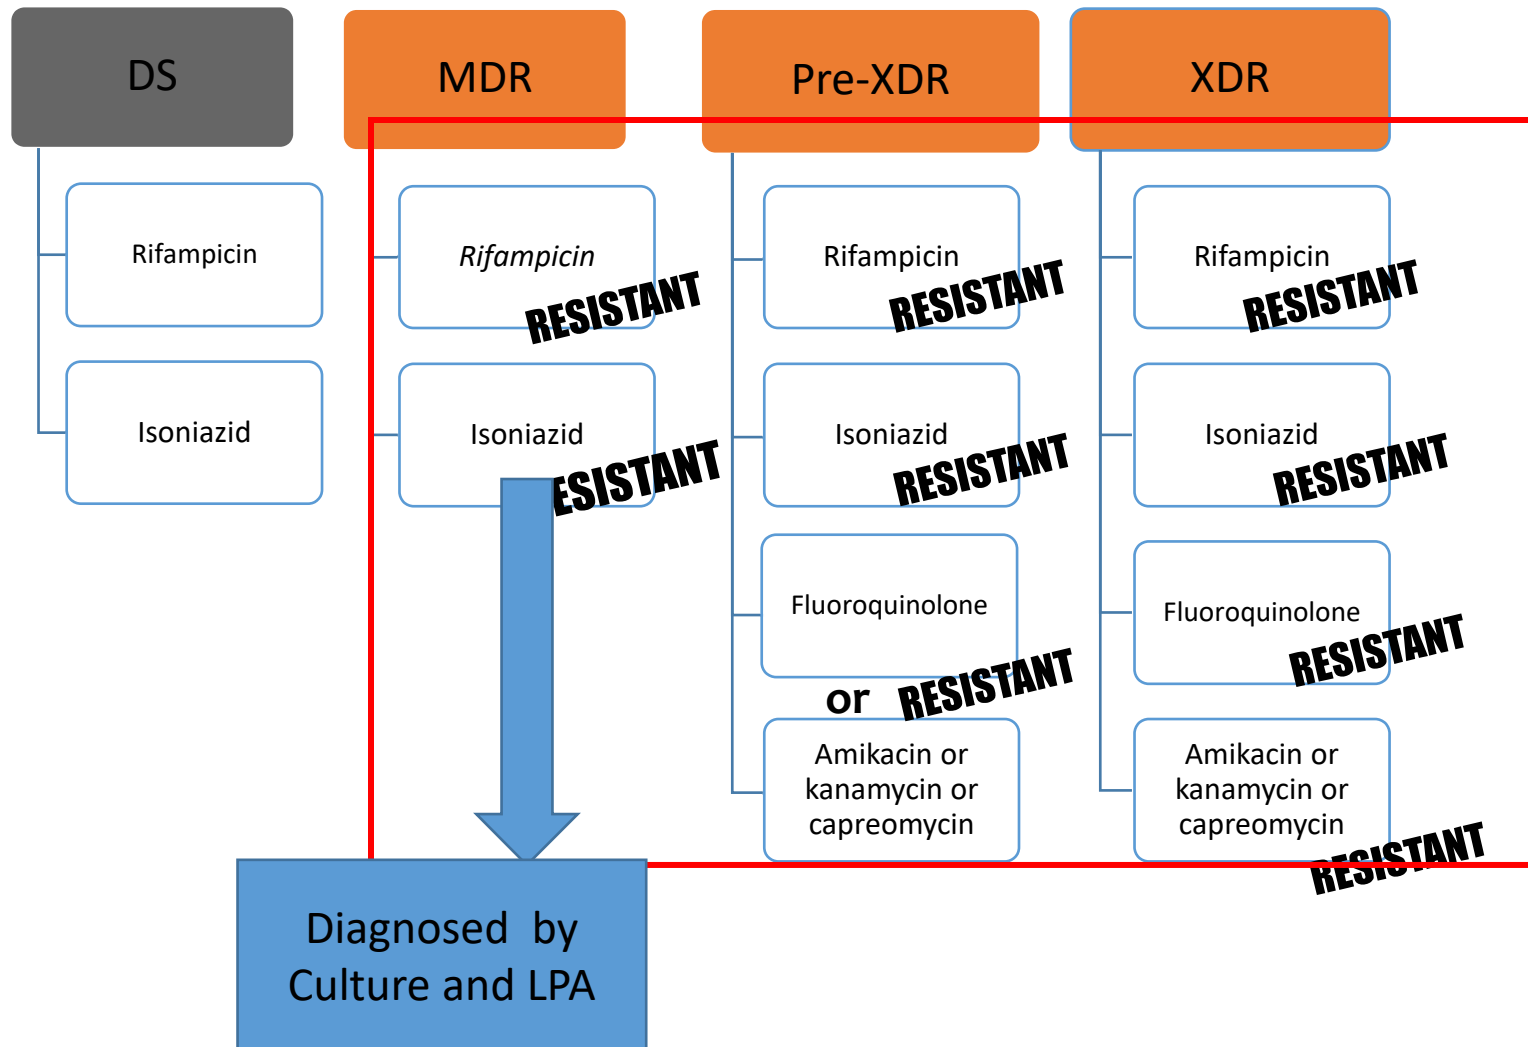 DS
Rifampicin
Isoniazid
MDR
Rifampicin
RESISTANT
Isoniazid
ESISTANT
Diagnosed by
Culture and LPA
Pre-XDR
Rifampicin
RESISTANT
Isoniazid
RESISTANT
Fluoroquinolone
or RESISTANT
Amikacin or
kanamycin or
capreomycin
XDR
Rifampicin
RESISTANT
Isoniazid
RESISTANT
Fluoroquinolone
RESISTANT
Amikacin or
kanamycin or
capreomycin
RESISTANT